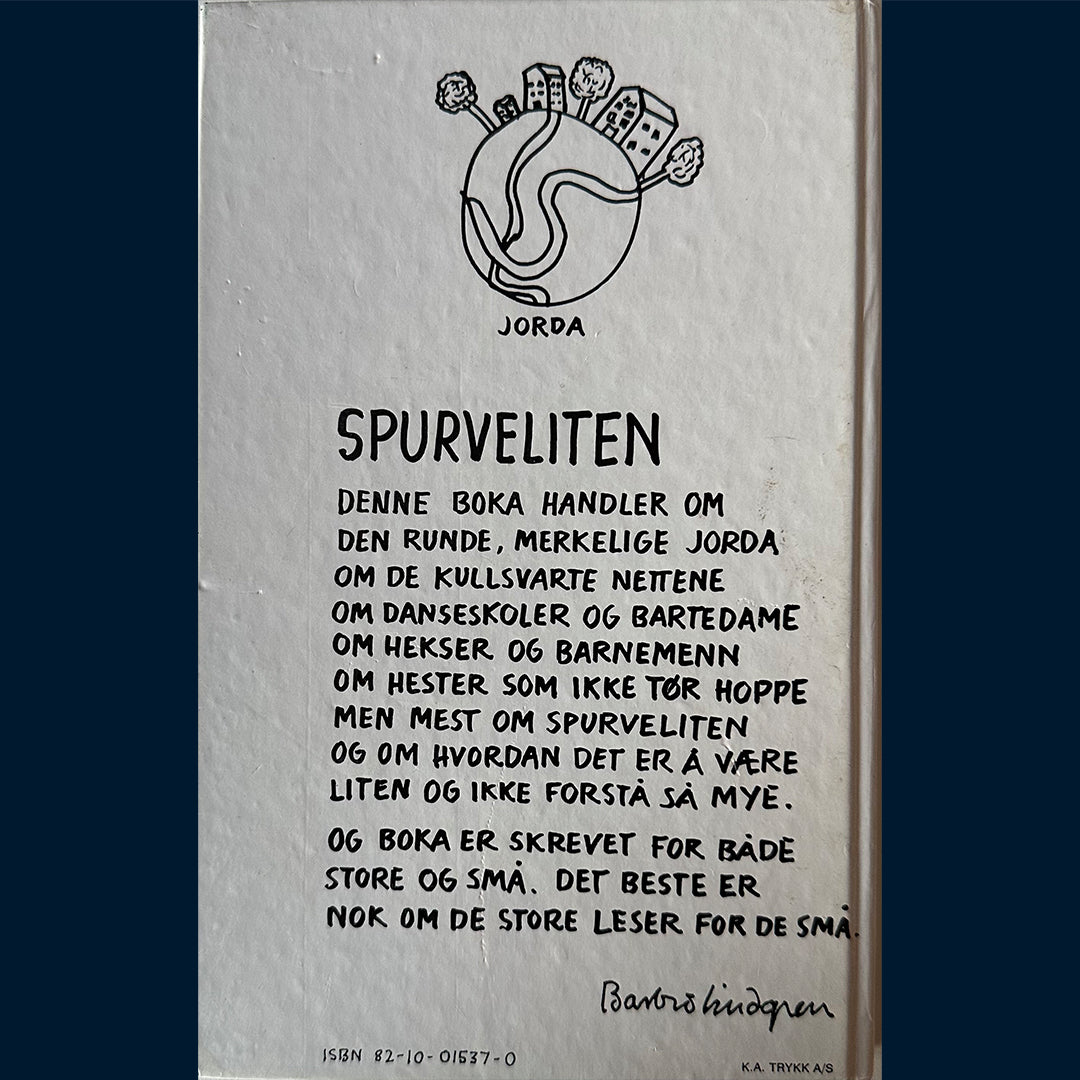 JORDA
SPURVELITEN
DENNE BOKA HANDLER OM
DEN RUNDE, MERKELIGE JORDA
OM DE KULLSVARTE NETTENE
OM DANSESKOLER OG BARTEDAME
OM HEKSER OG BARNEMENN
OM HESTER SOM IKKE TØR HOPPE
MEN MEST OM SPURVELITEN
OG OM HVORDAN DET ER Å VÆRE
LITEN OG IKKE FORSTÅ SÅ MYE.
OG BOKA ER SKREVET FOR BÅDE
STORE OG SMÅ. DET BESTE ER
NOK OM DE STORE LESER FOR DE SMÅ.
Barbro Lindgren
ISBN 82-10-01537-0
K.A. TRYKK A/S